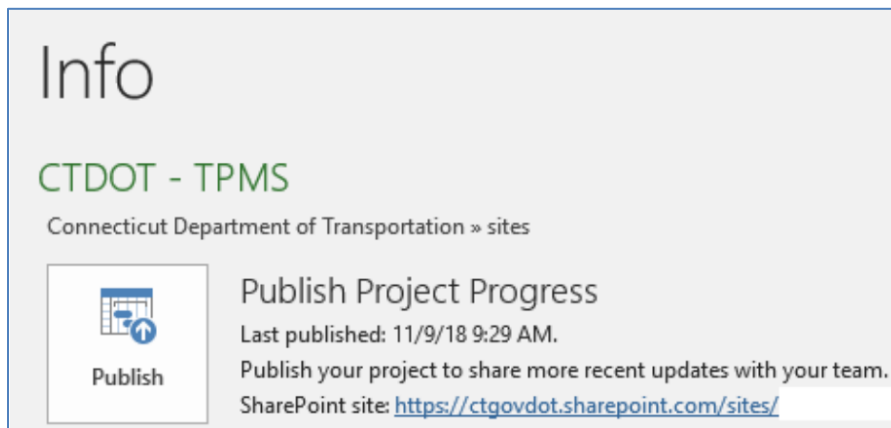 Info
CTDOT - TPMS
Connecticut Department of Transportation » sites
Publish
Publish Project Progress
Last published: 11/9/18 9:29 AM.
Publish your project to share more recent updates with your team.
SharePoint site: https://ctgovdot.sharepoint.com/sites/